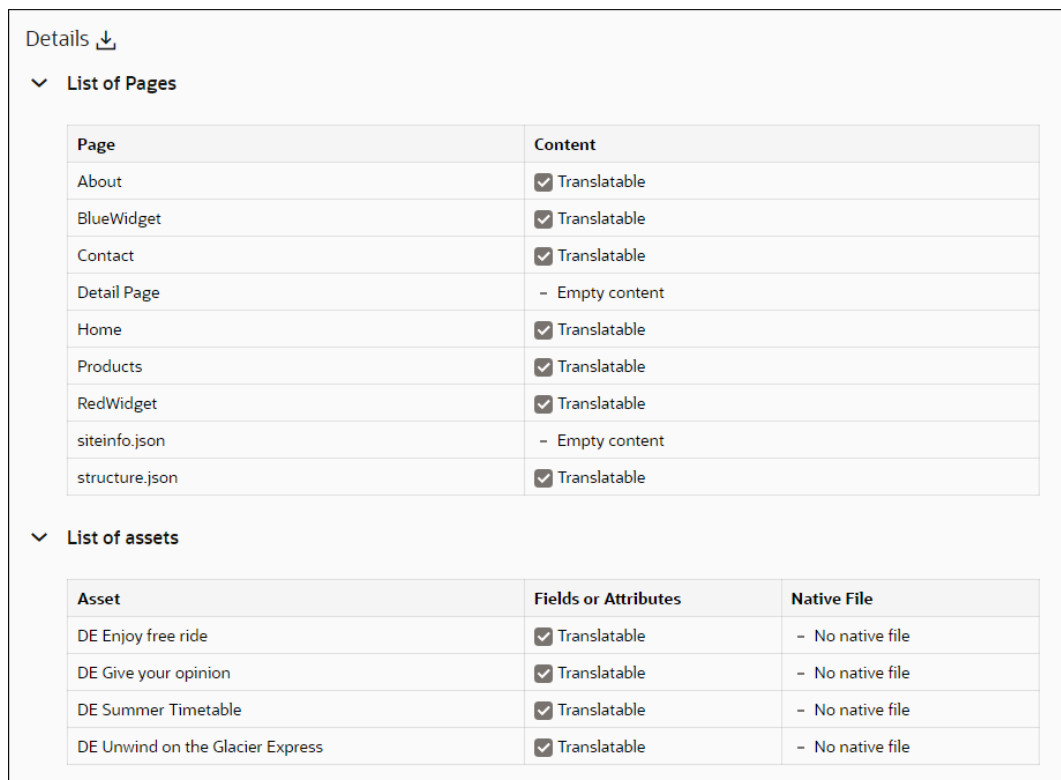 Details
List of Pages
Page Content
About Translatable
BlueWidget Translatable
Contact Translatable
Detail Page – Empty content
Home Translatable
Products Translatable
RedWidget Translatable
siteinfo.json – Empty content
structure.json Translatable
List of assets
Asset Fields or Attributes Native File
DE Enjoy free ride Translatable – No native file
DE Give your opinion Translatable – No native file
DE Summer Timetable Translatable – No native file
DE Unwind on the Glacier Express Translatable – No native file